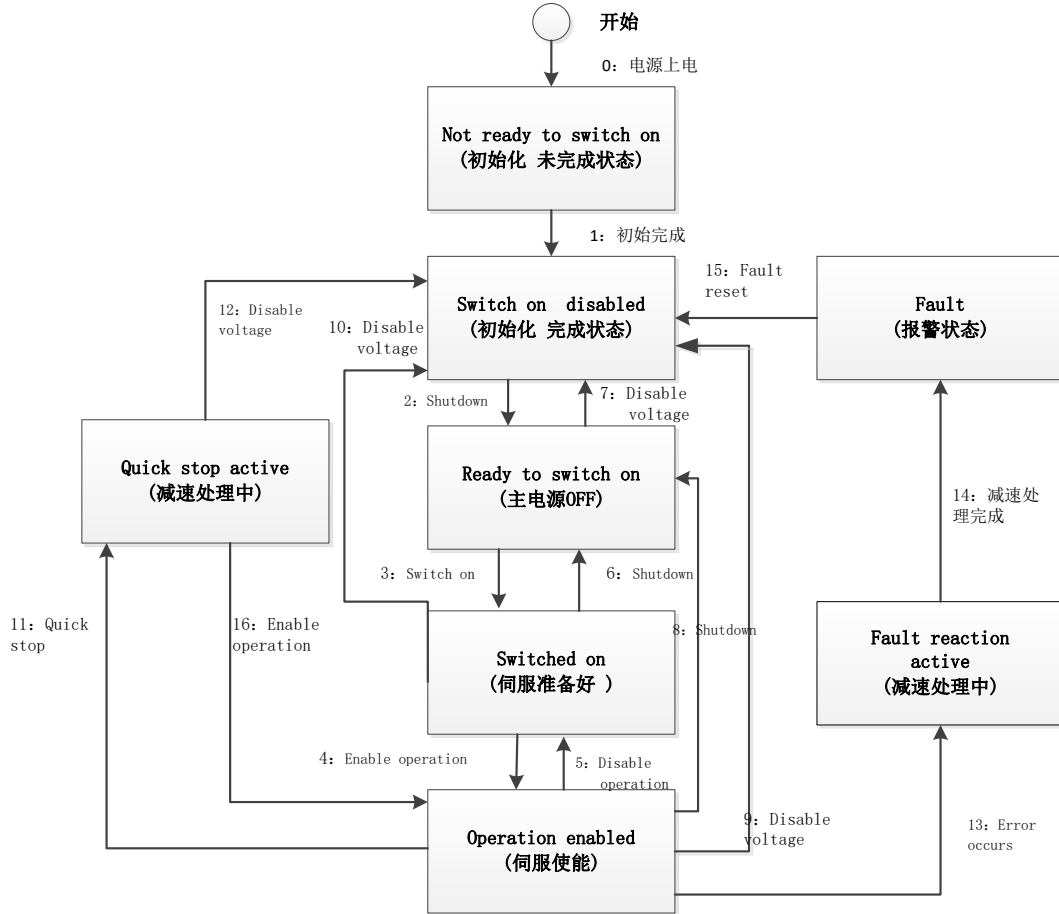 开始
0: 电源上电
Not ready to switch on
(初始化 未完成状态)
1: 初始完成
Switch on  disabled
(初始化 完成状态)
15: Fault
reset
Fault
(报警状态)
12: Disable
voltage
10: Disable
voltage
2: Shutdown
7: Disable
voltage
Quick stop active
(减速处理中)
Ready to switch on
(主电源OFF)
14: 减速处
理完成
3: Switch on
6: Shutdown
11: Quick
stop
16: Enable
operation
8: Shutdown
Switched on
(伺服准备好 )
Fault reaction
active
(减速处理中)
4: Enable operation
5: Disable
operation
Operation enabled
(伺服使能)
9: Disable
voltage
13: Error
occurs